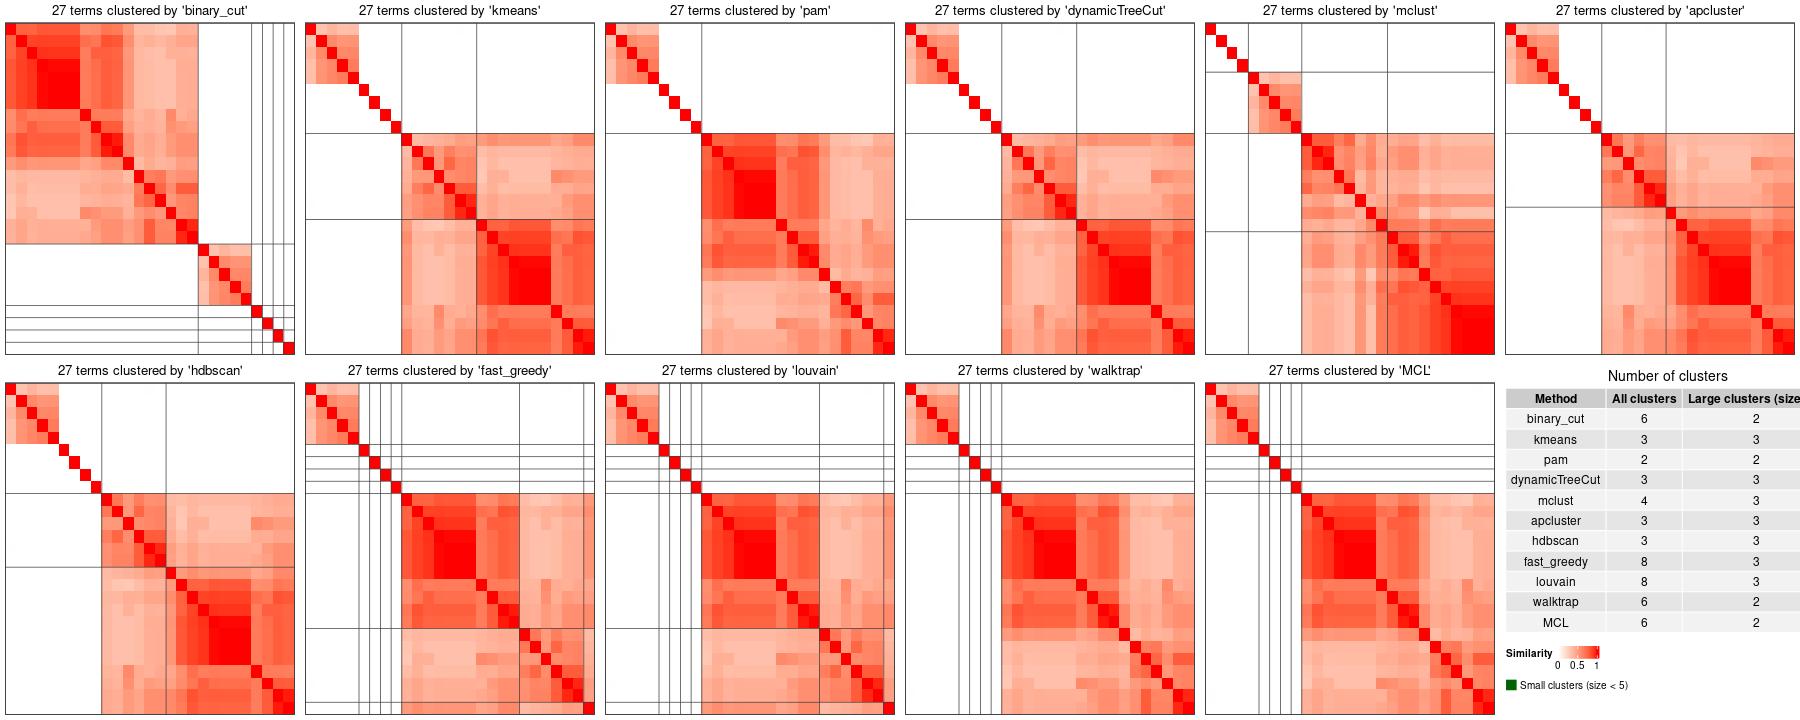 27 terms clustered by 'binary_cut'
27 terms clustered by 'kmeans'
27 terms clustered by 'pam'
27 terms clustered by 'dynamicTreeCut'
27 terms clustered by 'mclust'
27 terms clustered by 'apcluster'
27 terms clustered by 'hdbscan'
27 terms clustered by 'fast_greedy'
27 terms clustered by 'louvain'
27 terms clustered by 'walktrap'
27 terms clustered by 'MCL'
Number of clusters
Method All clusters Large clusters (size
binary_cut 6 2
kmeans 3 3
pam 2 2
dynamicTreeCut 3 3
mclust 4 3
apcluster 3 3
hdbscan 3 3
fast_greedy 8 3
louvain 8 3
walktrap 6 2
MCL 6 2
Similarity
0 0.5 1
Small clusters (size < 5)